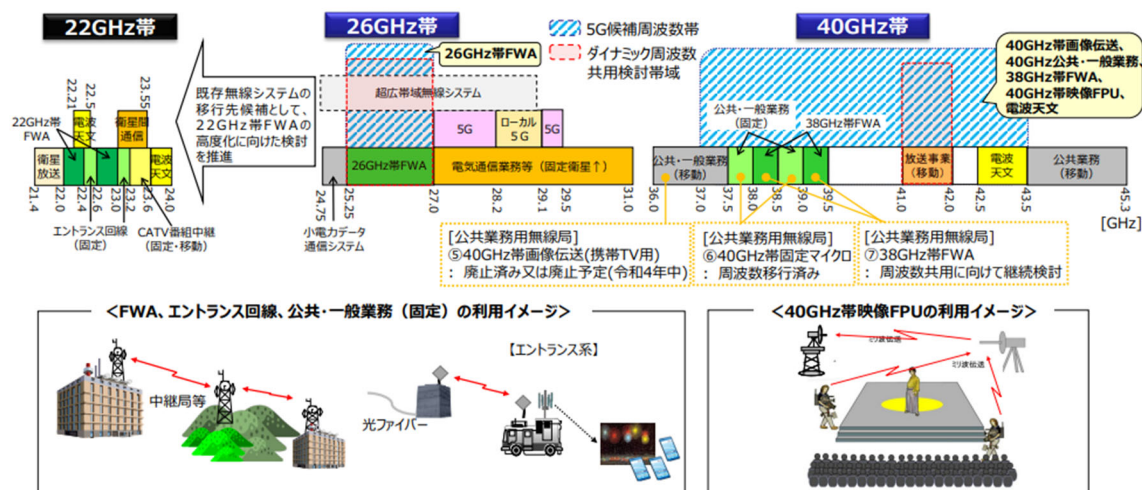 22GHz帯
26GHz帯
40GHz帯
5G候補周波数帯
ダイナミック周波数
共用検討帯域
26GHz帯FWA
40GHz帯画像伝送、
40GHz帯公共・一般業務、
38GHz帯FWA、
40GHz帯映像FPU、
電波天文
22.21
22.5
23.55
22GHz帯
FWA
電波
天文
衛星間
通信
衛星
放送
電波
天文
21.4
22.0
22.4
22.6
23.0
23.2
23.6
24.0
エントランス回線
(固定)
CATV番組中継
(固定・移動)
既存無線システムの
移行先候補として、
22GHz帯FWAの
高度化に向けた検討
を推進
超広帯域無線システム
5G
ローカル
5G
5G
26GHz帯FWA
電気通信業務等(固定衛星↑)
24.75
25.25
27.0
28.2
29.1
29.5
31.0
小電力データ
通信システム
公共・一般業務
(固定)
38GHz帯FWA
公共・一般業務
(移動)
放送事業
(移動)
電波
天文
公共業務
(移動)
36.0
37.0
37.5
38.0
38.5
39.0
39.5
41.0
42.0
42.5
43.5
45.3
[GHz]
[公共業務用無線局]
⑤40GHz帯画像伝送(携帯TV用)
:廃止済み又は廃止予定(令和4年中)
[公共業務用無線局]
⑥40GHz帯固定マイクロ
:周波数移行済み
[公共業務用無線局]
⑦38GHz帯FWA
:周波数共用に向けて継続検討
<FWA、エントランス回線、公共・一般業務(固定)の利用イメージ>
中継局等
光ファイバー
【エントランス系】
<40GHz帯映像FPUの利用イメージ>
ミリ波伝送
ミリ波伝送